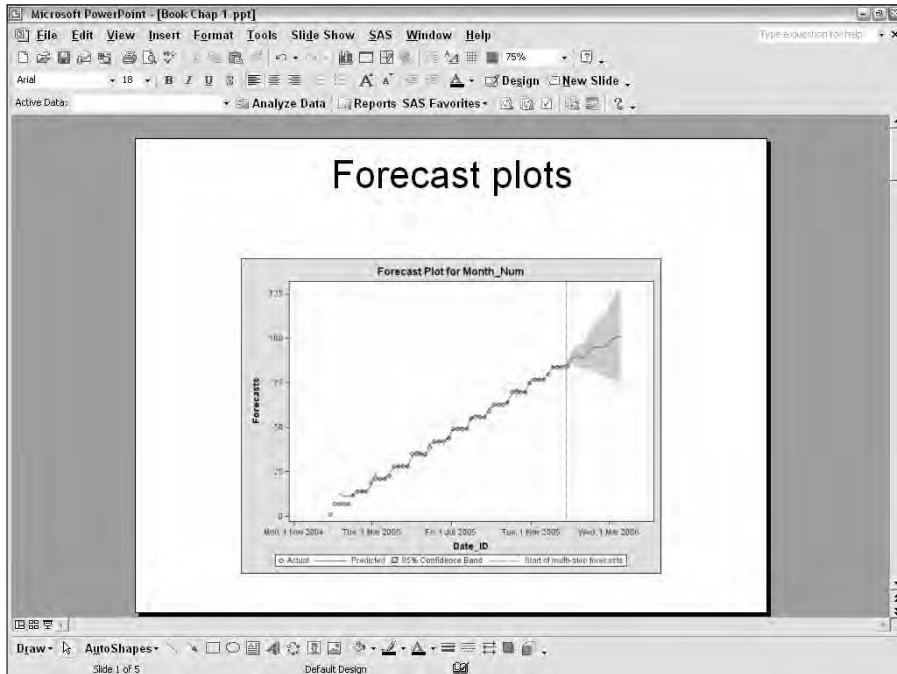 Microsoft PowerPoint - [Book Chap 1.ppt]
File Edit View Insert Format Tools Slide Show SAS Window Help
Type a question for help
75%
Arial 18 B I U S Design New Slide
Active Data: Analyze Data Reports SAS Favorites
Forecast plots
Forecast Plot for Month_Num
125
100
75
50
25
0
Forecasts
Mon, 1 Nov 2004 Tue, 1 Mar 2005 Fri, 1 Jul 2005 Tue, 1 Nov 2005 Wed, 1 Mar 2006
Date_ID
Actual Predicted 95% Confidence Band Start of multi-step forecasts
Draw AutoShapes
Slide 1 of 5 Default Design